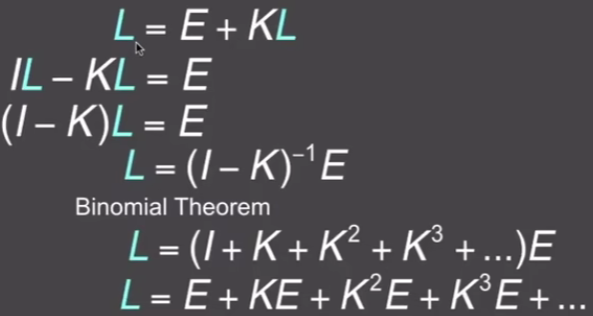 L = E + KL
IL – KL = E
(I – K)L = E
L = (I – K)⁻¹E
Binomial Theorem
L = (I + K + K² + K³ + ...)E
L = E + KE + K²E + K³E + ...